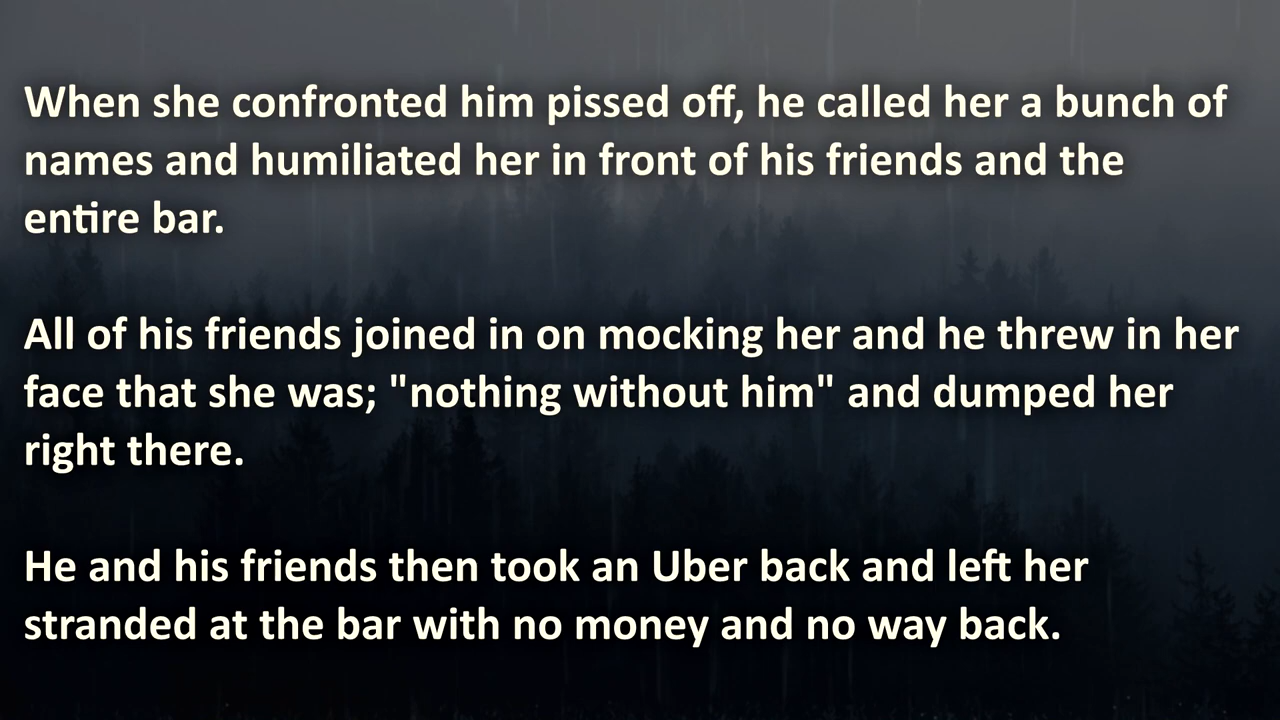 When she confronted him pissed off, he called her a bunch of
names and humiliated her in front of his friends and the
entire bar.
All of his friends joined in on mocking her and he threw in her
face that she was; "nothing without him" and dumped her
right there.
He and his friends then took an Uber back and left her
stranded at the bar with no money and no way back.